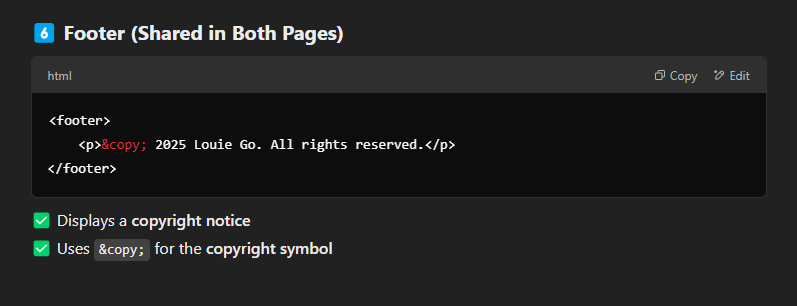 6 Footer (Shared in Both Pages)
html Copy Edit
<footer>
    <p>&copy; 2025 Louie Go. All rights reserved.</p>
</footer>
✅ Displays a copyright notice
✅ Uses &copy; for the copyright symbol